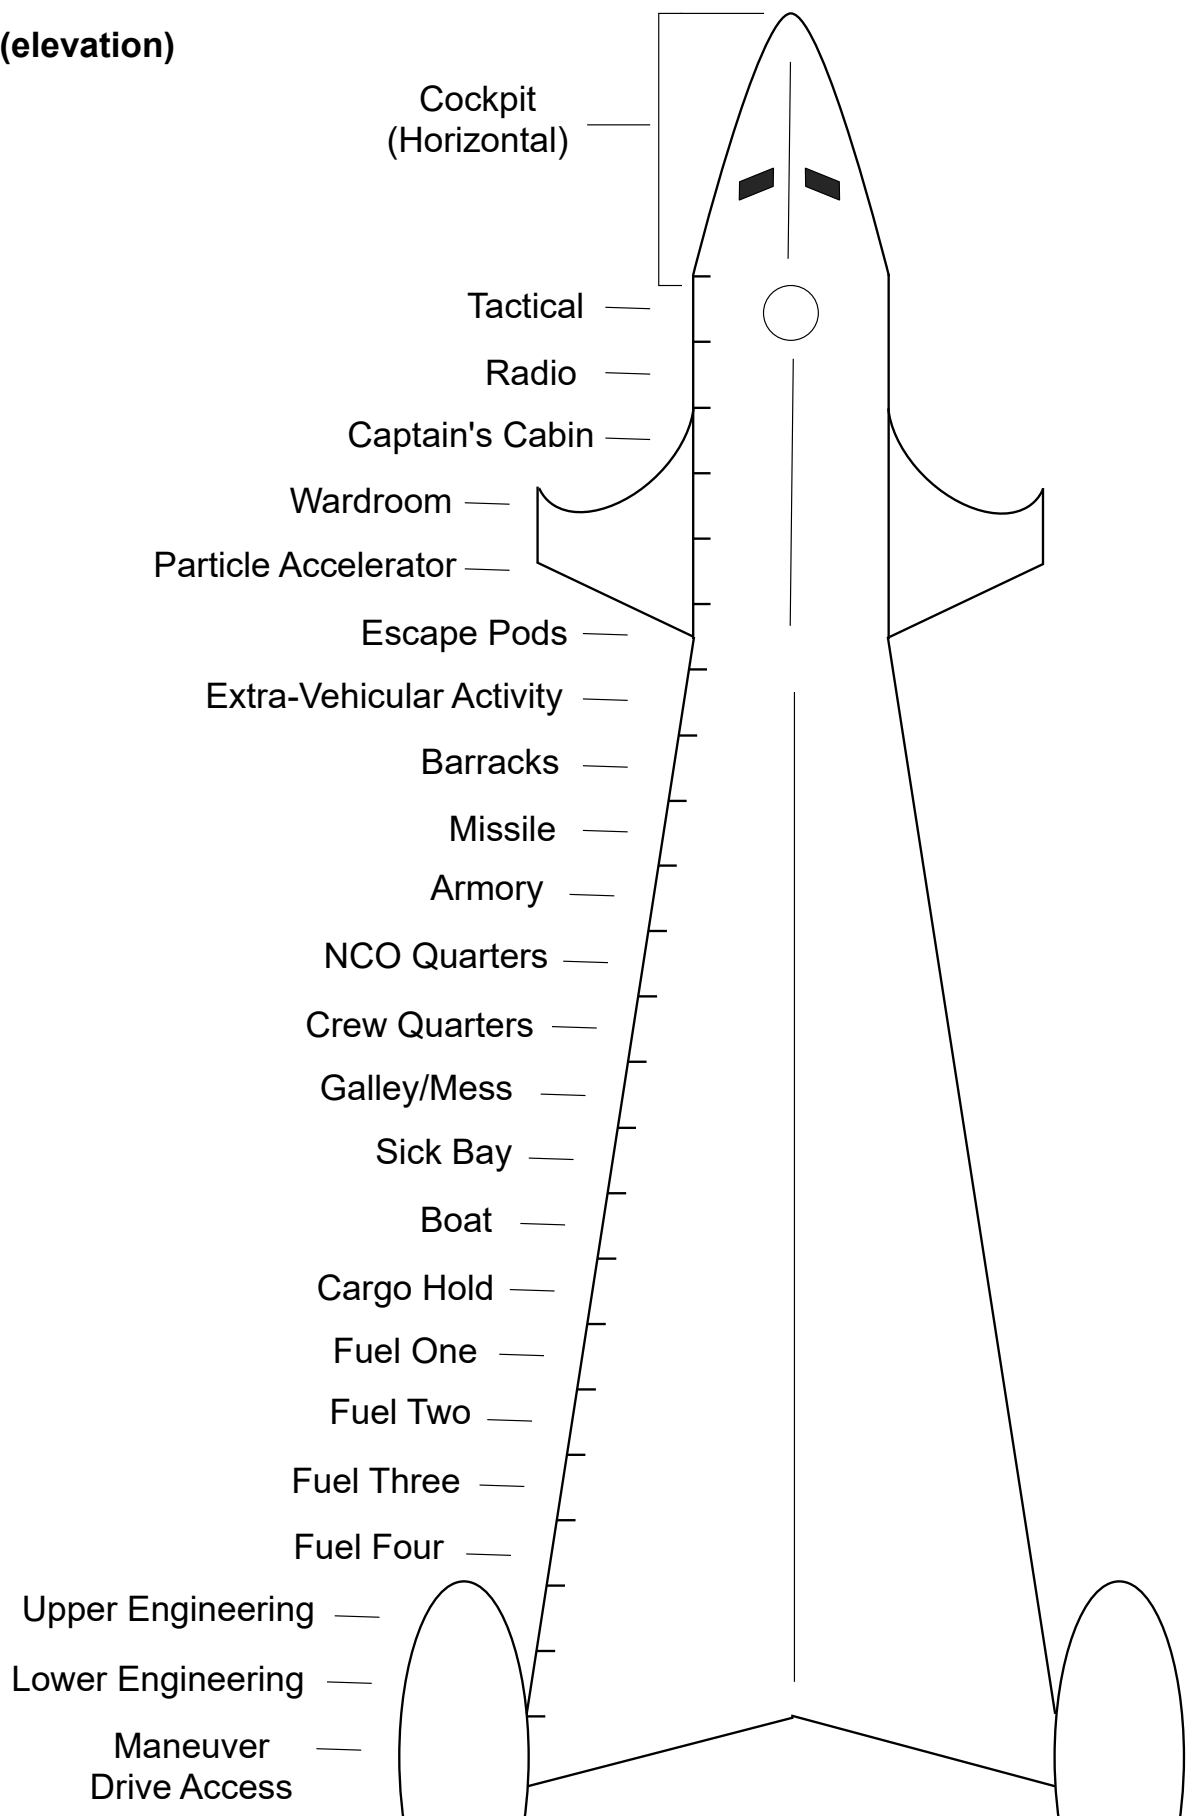 (elevation)
Cockpit
(Horizontal)
Tactical
Radio
Captain's Cabin
Wardroom
Particle Accelerator
Escape Pods
Extra-Vehicular Activity
Barracks
Missile
Armory
NCO Quarters
Crew Quarters
Galley/Mess
Sick Bay
Boat
Cargo Hold
Fuel One
Fuel Two
Fuel Three
Fuel Four
Upper Engineering
Lower Engineering
Maneuver
Drive Access